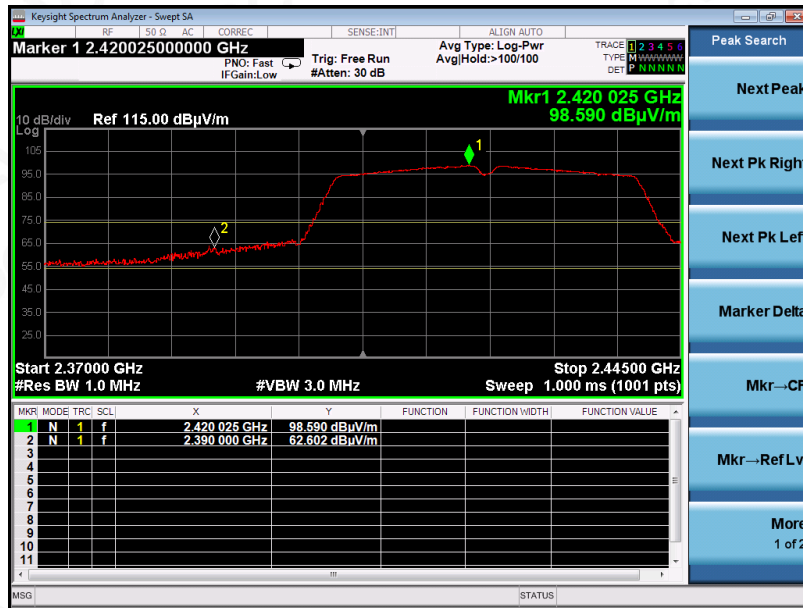 Keysight Spectrum Analyzer - Swept SA
LXI RF 50 Ω AC CORREC SENSE:INT ALIGN AUTO
Marker 1 2.420025000000 GHz
PNO: Fast
IFGain:Low
Trig: Free Run
#Atten: 30 dB
Avg Type: Log-Pwr
Avg|Hold:>100/100
TRACE 1 2 3 4 5 6
TYPE M WWWWW
DET P N N N N N
Peak Search
Mkr1 2.420 025 GHz
98.590 dBµV/m
10 dB/div Ref 115.00 dBµV/m
Log
105
95.0
85.0
75.0
65.0
55.0
45.0
35.0
25.0
1
2
Start 2.37000 GHz Stop 2.44500 GHz
#Res BW 1.0 MHz #VBW 3.0 MHz Sweep 1.000 ms (1001 pts)
MKR MODE TRC SCL X Y FUNCTION FUNCTION WIDTH FUNCTION VALUE
1 N 1 f 2.420 025 GHz 98.590 dBµV/m
2 N 1 f 2.390 000 GHz 62.602 dBµV/m
3
4
5
6
7
8
9
10
11
MSG STATUS
Next Peak
Next Pk Right
Next Pk Left
Marker Delta
Mkr→CF
Mkr→Ref Lv
More
1 of 2